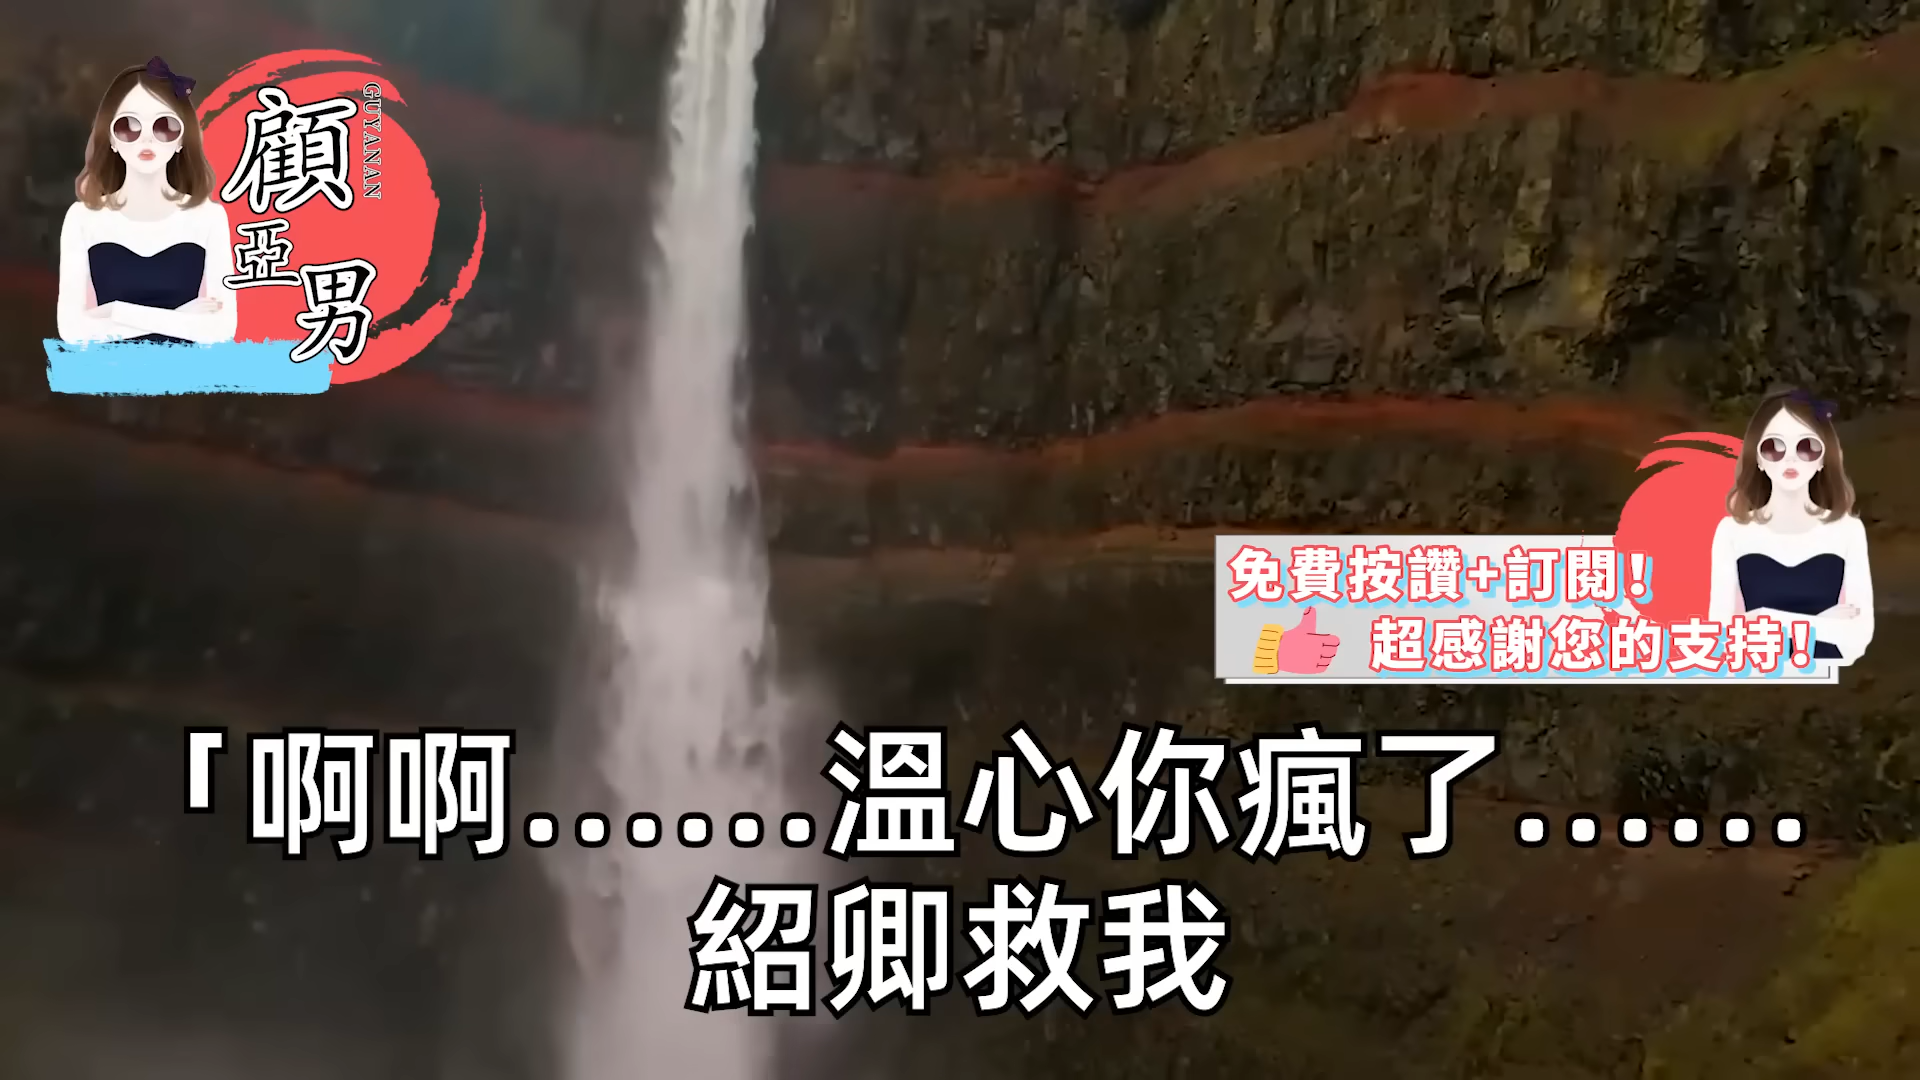 顧亞男
GUYANAN
免費按讚+訂閱!
超感謝您的支持!
「啊啊......溫心你瘋了......
紹卿救我